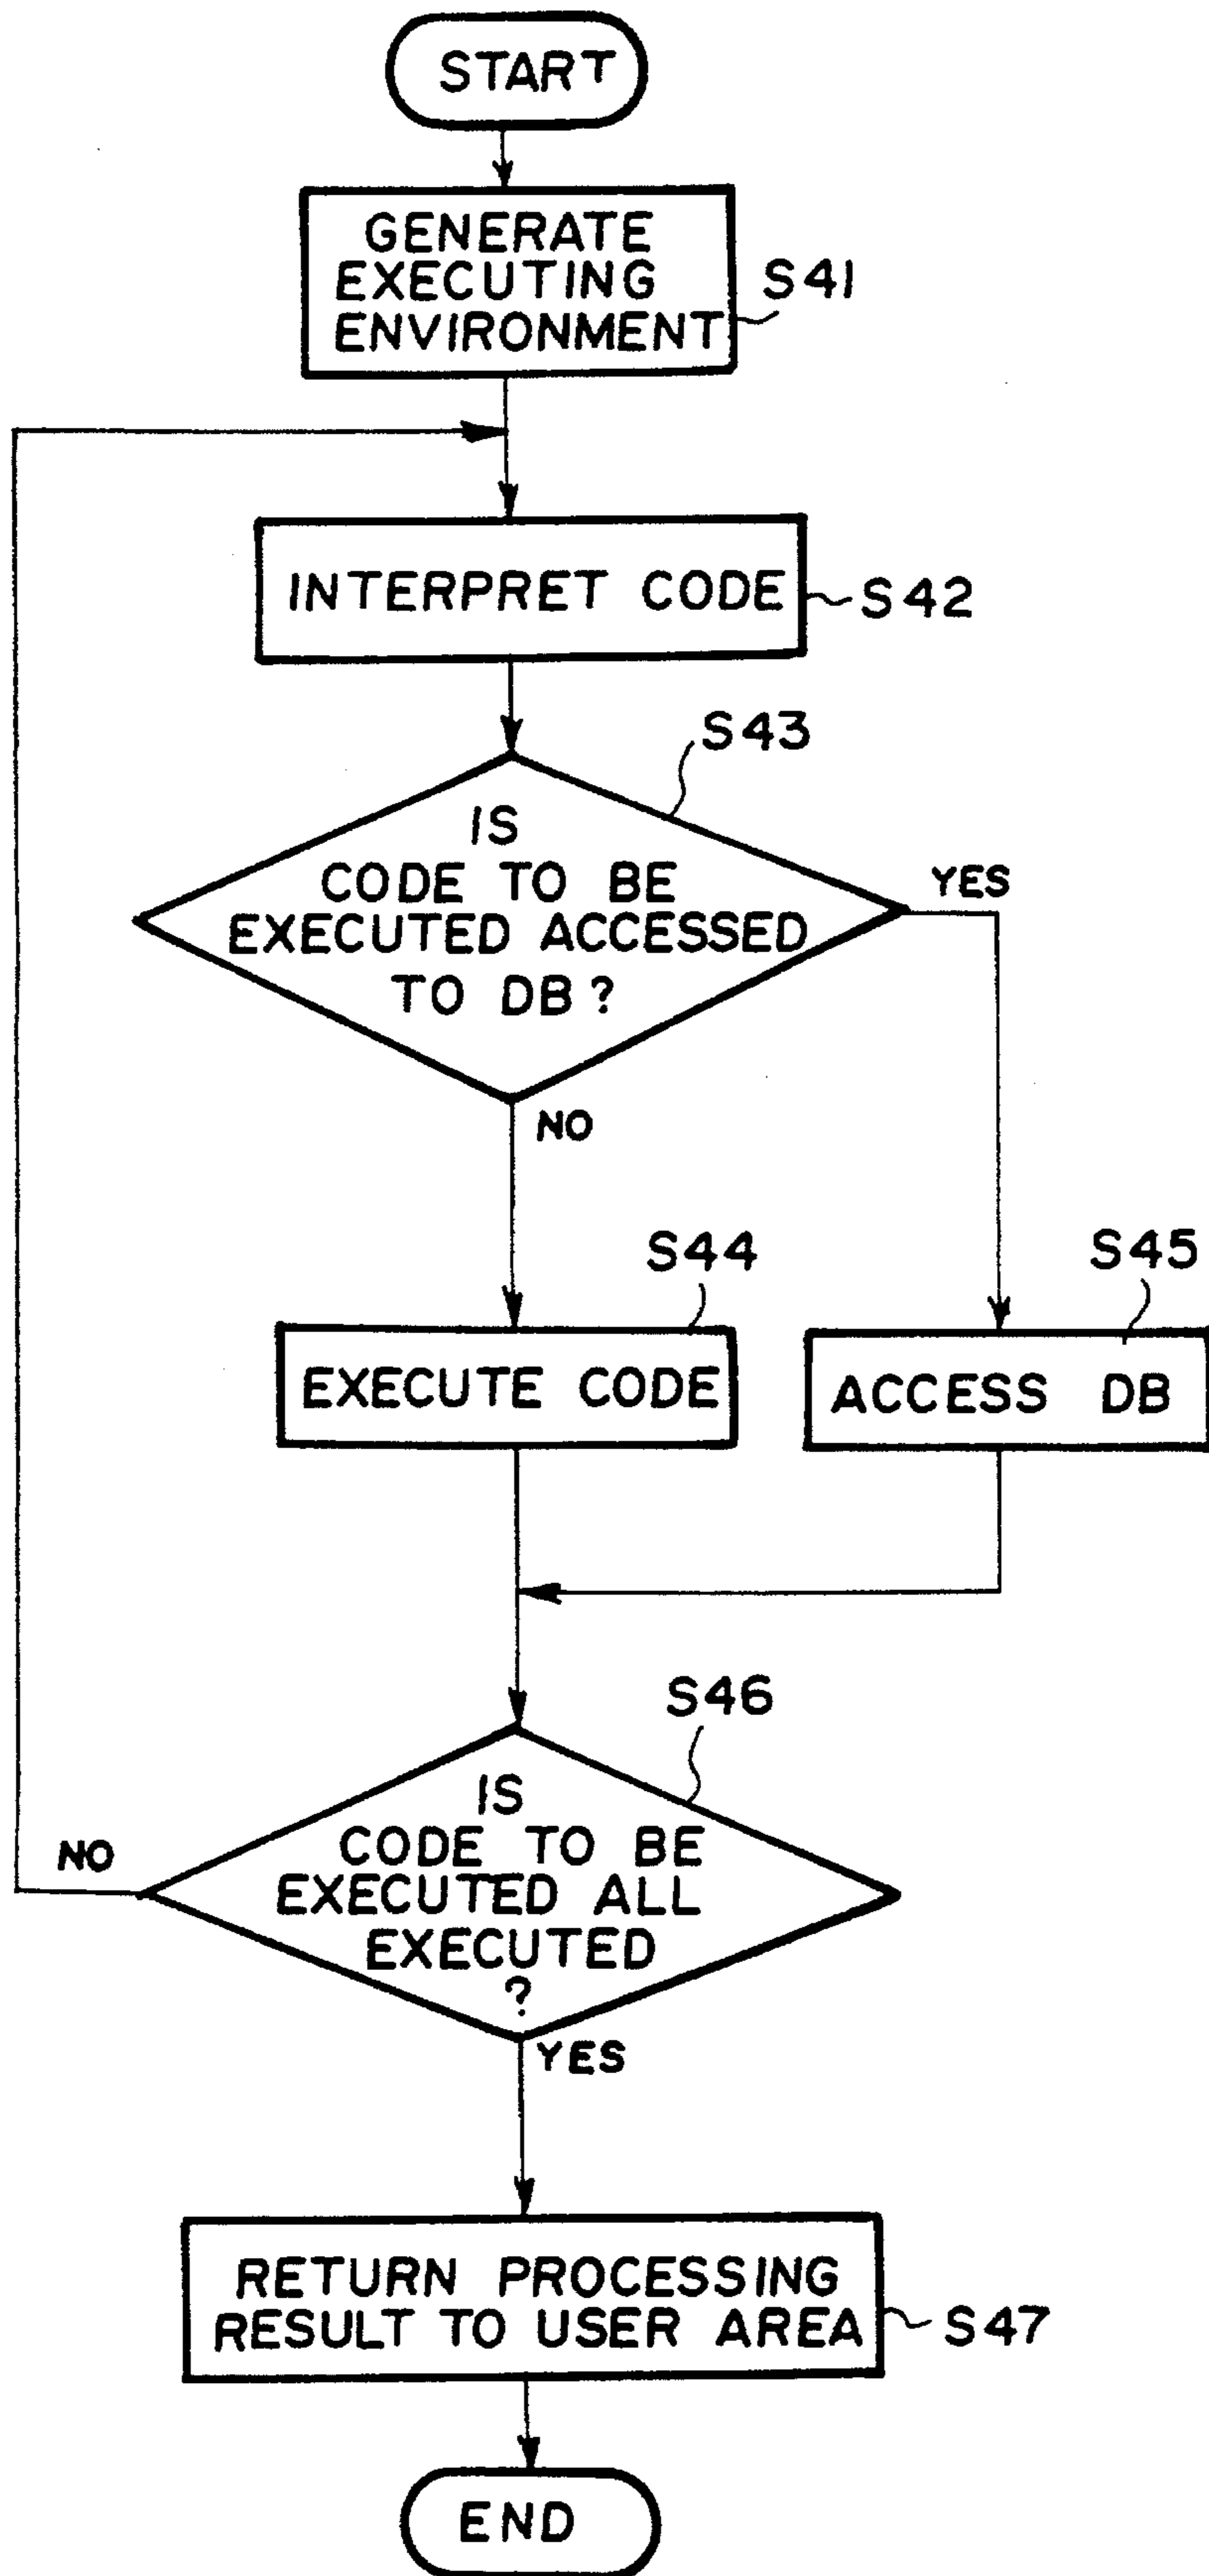 START
GENERATE
EXECUTING
ENVIRONMENT
S41
INTERPRET CODE
S42
S43
IS
CODE TO BE
EXECUTED ACCESSED
TO DB?
YES
NO
S44
EXECUTE CODE
S45
ACCESS DB
S46
IS
CODE TO BE
EXECUTED ALL
EXECUTED
?
NO
YES
RETURN PROCESSING
RESULT TO USER AREA
S47
END